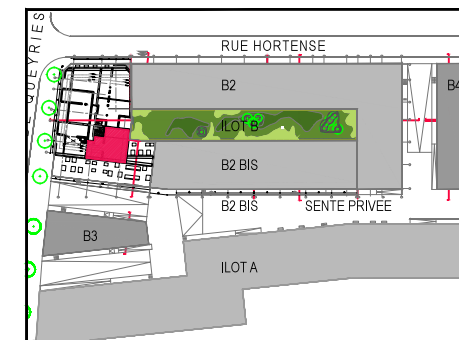 RUE HORTENSE
QUEYRIES
B2
B4
ILOT B
B2 BIS
B2 BIS
SENTE PRIVEE
B3
ILOT A